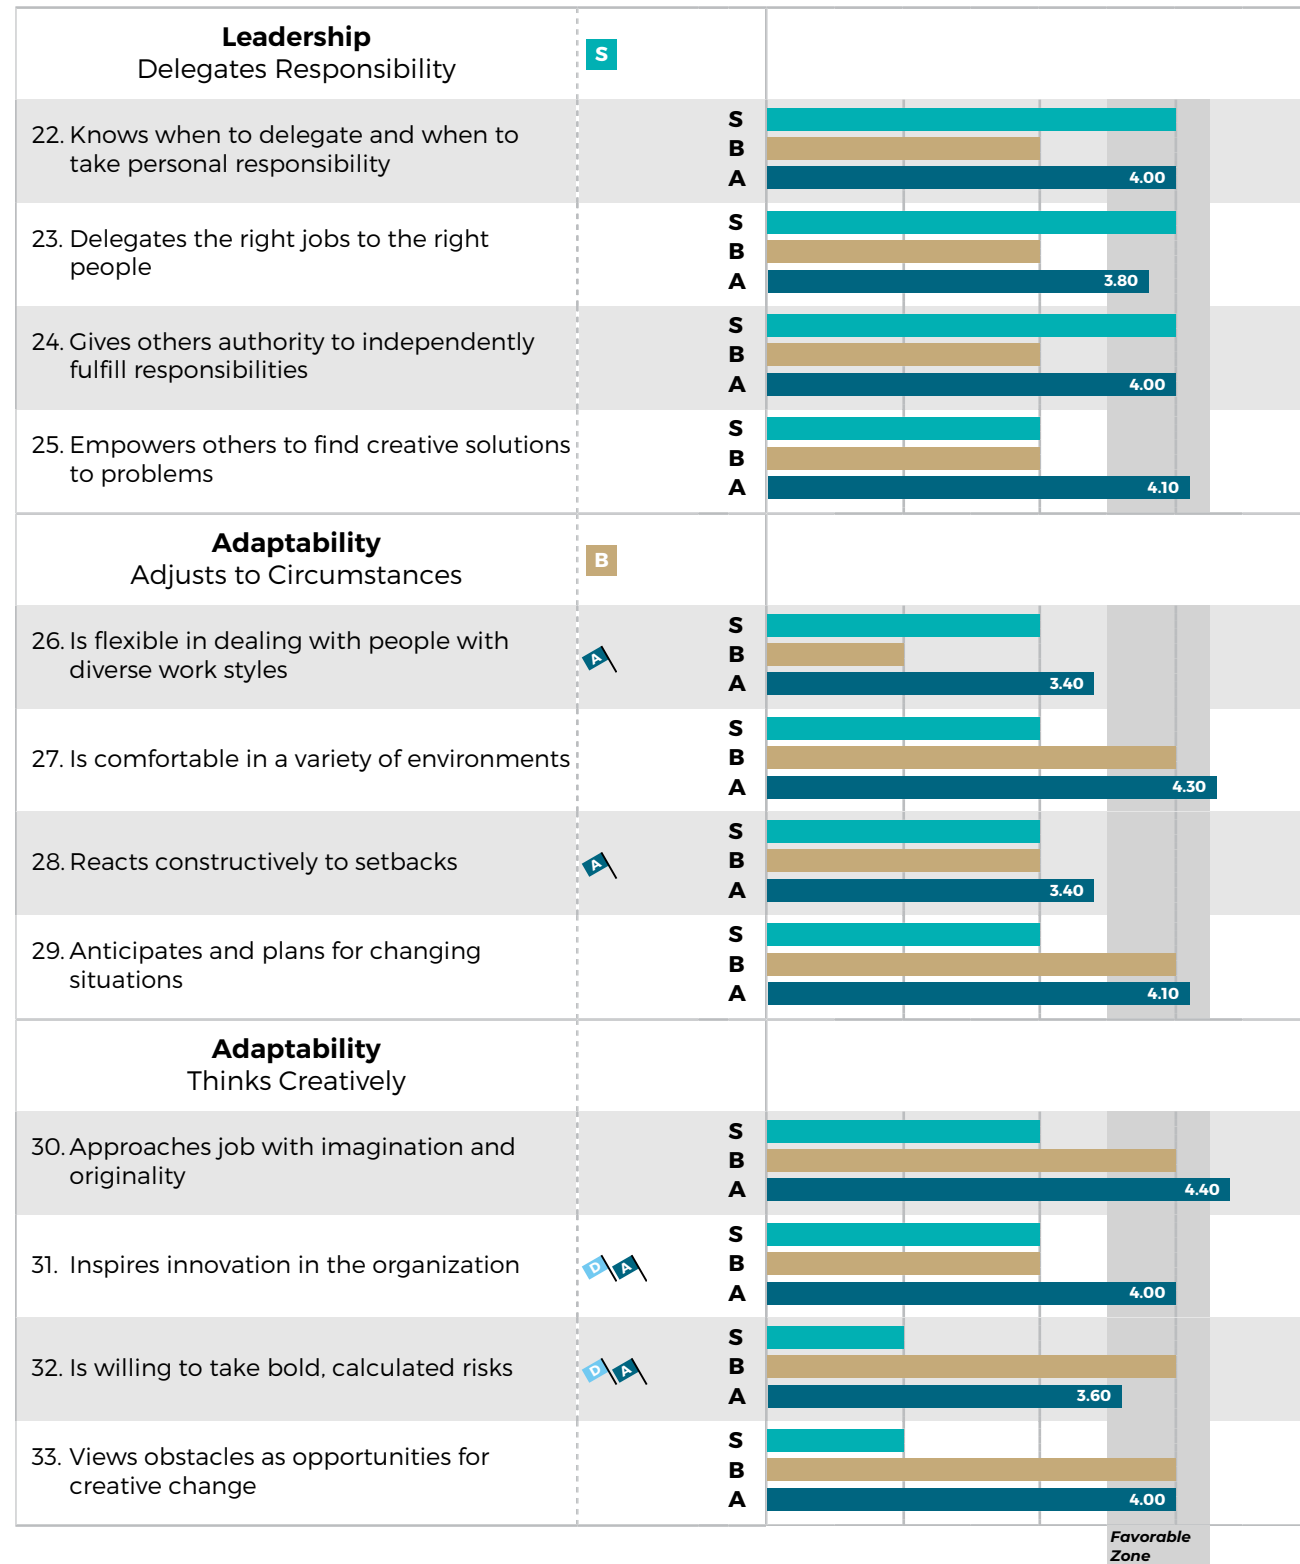 Leadership
Delegates Responsibility
S
22. Knows when to delegate and when to
take personal responsibility
S
B
A
4.00
23. Delegates the right jobs to the right
people
S
B
A
3.80
24. Gives others authority to independently
fulfill responsibilities
S
B
A
4.00
25. Empowers others to find creative solutions
to problems
S
B
A
4.10
Adaptability
Adjusts to Circumstances
B
26. Is flexible in dealing with people with
diverse work styles
A
S
B
A
3.40
27. Is comfortable in a variety of environments
S
B
A
4.30
28. Reacts constructively to setbacks
A
S
B
A
3.40
29. Anticipates and plans for changing
situations
S
B
A
4.10
Adaptability
Thinks Creatively
30. Approaches job with imagination and
originality
S
B
A
4.40
31. Inspires innovation in the organization
D A
S
B
A
4.00
32. Is willing to take bold, calculated risks
D A
S
B
A
3.60
33. Views obstacles as opportunities for
creative change
S
B
A
4.00
Favorable
Zone